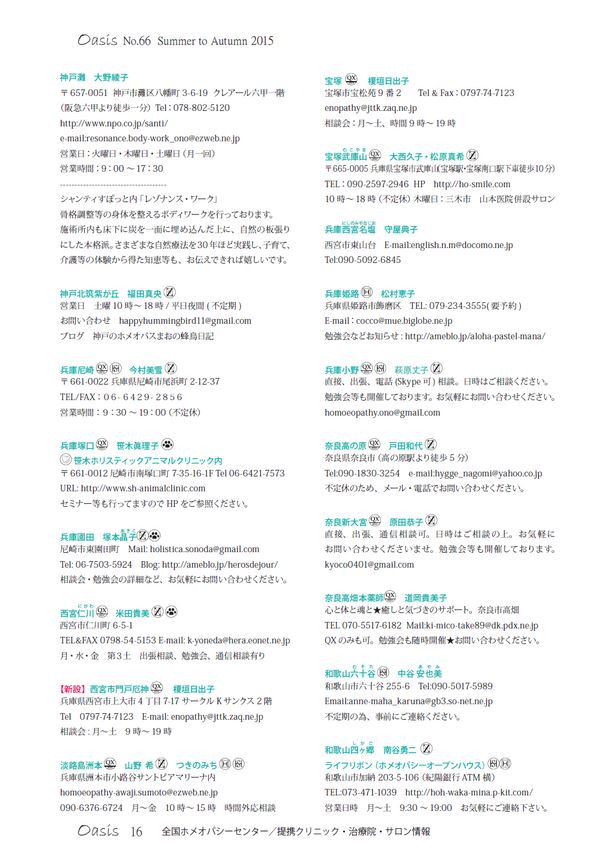 Oasis No.66 Summer to Autumn 2015
神戸灘　大野綾子
〒657-0051 神戸市灘区八幡町 3-6-19 クレアール六甲一階
（阪急六甲より徒歩一分） Tel：078-802-5120
http://www.npo.co.jp/santi/
e-mail:resonance.body-work_ono@ezweb.ne.jp
営業日：火曜日・木曜日・土曜日（月一回）
営業時間：9：00 ～ 17：30
------------------------------------
シャンティすぽっと内「レゾナンス・ワーク」
骨格調整等の身体を整えるボディワークを行っております。
施術所内も床下に炭を一面に埋め込んだ上に、自然の板張り
にした本格派。さまざまな自然療法を30年ほど実践し、子育て、
介護等の体験から得た知恵等も、お伝えできれば嬉しいです。
神戸北筑紫が丘　福田真央
営業日　土曜 10 時～ 18 時 / 平日夜間 ( 不定期 )
お問い合わせ　happyhummingbird11@gmail.com
ブログ　神戸のホメオパスまおの蜂鳥日記
兵庫尼崎 QX 今村美雪
〒661-0022 兵庫県尼崎市尾浜町 2-12-37
TEL/FAX：０６‐６４２９‐２８５６
営業時間：９：30 ～ 19：00（不定休）
兵庫塚口 QX 笹木眞理子
笹木ホリスティックアニマルクリニック内
〒661-0012 尼崎市南塚口町 7-35-16-1F Tel 06-6421-7573
URL: http://www.sh-animalclinic.com
セミナー等も行ってますので HP をご参照ください。
兵庫園田　塚本晶子
尼崎市東園田町　Mail: holistica.sonoda@gmail.com
Tel: 06-7503-5924　Blog: http://ameblo.jp/herosdejour/
相談会・勉強会の詳細など、お気軽にお問い合わせください。
にがわ
西宮仁川 QX 米田貴美
西宮市仁川町 6-5-1
TEL&FAX 0798-54-5153 E-mail: k-yoneda@hera.eonet.ne.jp
月・水・金　第３土　出張相談、勉強会、通信相談有り
【新設】 西宮市門戸厄神 QX 榎垣日出子
兵庫県西宮市上大市 4 丁目 7-17 サークル K サンクス 2 階
Tel　0797-74-7123　E-mail: enopathy@jttk.zaq.ne.jp
相談会：月～土　9 時～ 19 時
淡路島洲本 QX 山野 希　つきのみち H
兵庫県洲本市小路谷サントピアマリーナ内
homoeopath-awaji.sumoto@ezweb.ne.jp
090-6376-6724　月～金　10 時～ 15 時　時間外応相談
宝塚 QX 榎垣日出子
宝塚市宝松苑 9 番 2　Tel & Fax：0797-74-7123
enopathy@jttk.zaq.ne.jp
相談会：月～土、時間 9 時～ 19 時
むこやま
宝塚武庫山 QX 大西久子・松原真希
〒665-0005 兵庫県宝塚市武庫山(宝塚駅･宝塚南口駅下車徒歩10分)
TEL：090-2597-2946 HP　http://ho-smile.com
10 時～ 18 時（不定休）木曜日：三木市　山本医院併設サロン
にしのみやなじお
兵庫西宮名塩　守屋典子
西宮市東山台　E-mail:english.n.m@docomo.ne.jp
Tel:090-5092-6845
兵庫姫路 H 松村恵子
兵庫県姫路市飾磨区　TEL: 079-234-3555( 要予約 )
E-mail：cocco@mue.biglobe.ne.jp
勉強会などお知らせ : http://ameblo.jp/aloha-pastel-mana/
兵庫小野 QX 萩原丈子
直接、出張、電話 (Skype 可) 相談。日時はご相談ください。
勉強会等も開催しております。お気軽にお問い合わせください。
homoeopathy.ono@gmail.com
奈良高の原 QX 戸田和代
奈良県奈良市（高の原駅より徒歩 5 分）
Tel:090-1830-3254　e-mail:hygge_nagomi@yahoo.co.jp
不定休のため、メール・電話でお問い合わせください。
奈良新大宮 QX 原田恭子
直接、出張、通信相談可。日時はご相談の上。お気軽に
お問い合わせくださいませ。勉強会等も開催しております。
kyoco0401@gmail.com
奈良高畑本薬師 QX 道岡貴美子
心と体と魂と★癒しと気づきのサポート。奈良市高畑
TEL 070-5517-6182 Mail:ki-mico-take89@dk.pdx.ne.jp
QX のみも可。勉強会も随時開催★お問い合わせください。
むそた　あやみ
和歌山六十谷　中谷 安也美
和歌山市六十谷 255-6　Tel:090-5017-5989
Email:anne-maha_karuna@gb3.so-net.ne.jp
不定期の為、事前にご連絡ください。
しかご
和歌山四ヶ郷　南谷勇二
ライフリボン（ホメオパシーオープンハウス） H
和歌山市加納 203-5-106（紀陽銀行 ATM 横）
TEL:073-471-1039　http://hoh-waka-mina.p-kit.com/
営業日時　月～土　9:30 ～ 19:00　お気軽にご連絡下さい。
Oasis 16 全国ホメオパシーセンター／提携クリニック・治療院・サロン情報